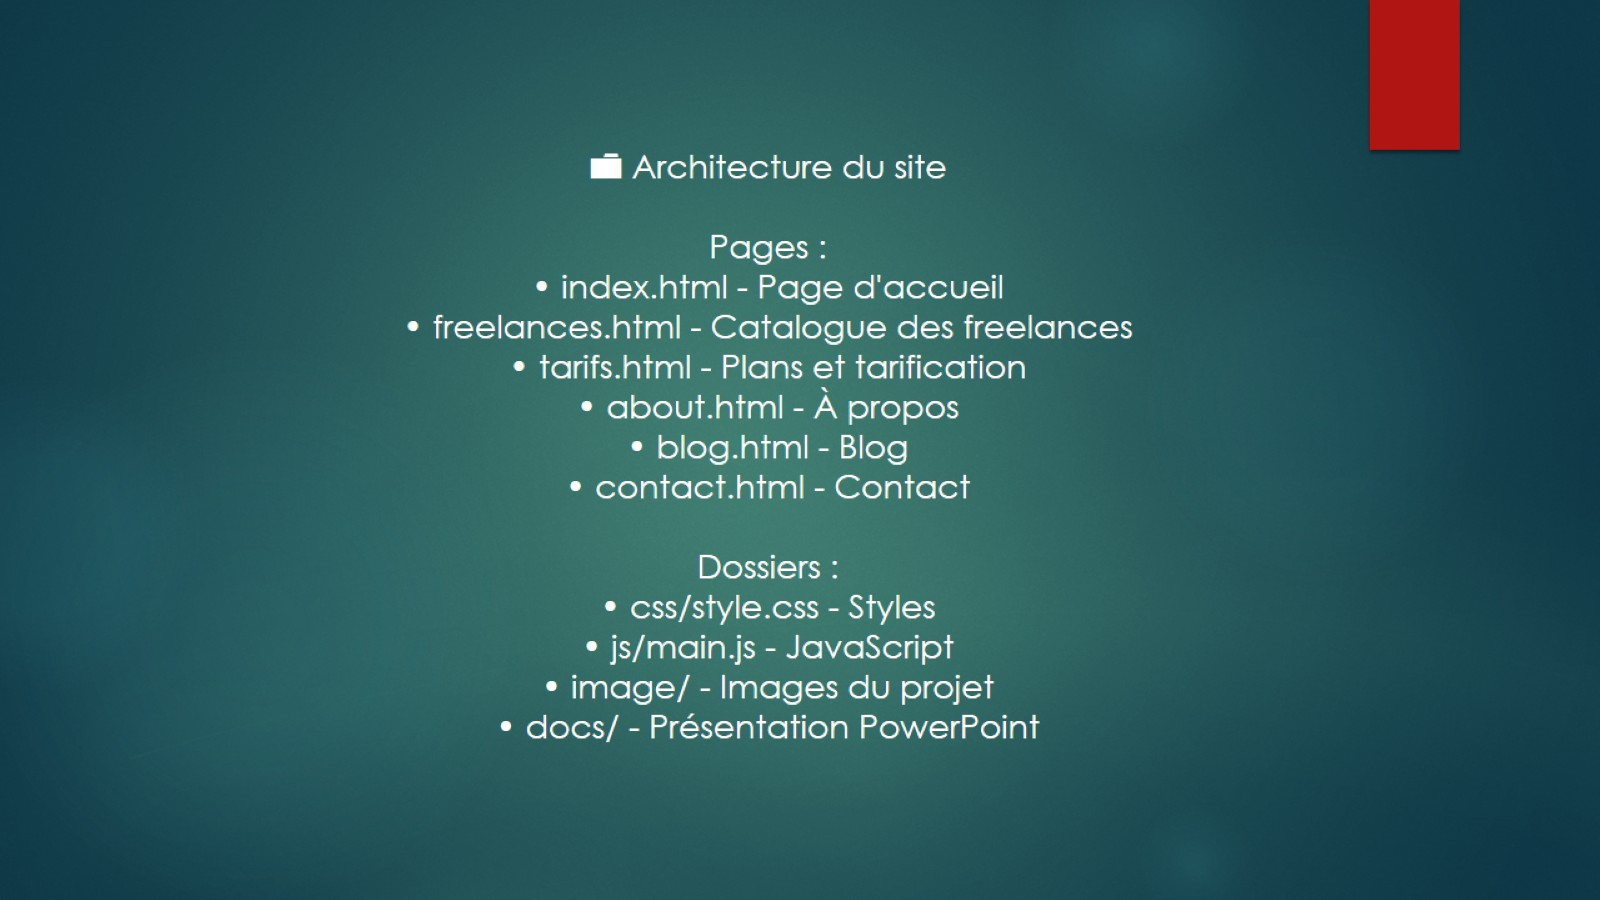 Architecture du site
Pages :
• index.html - Page d'accueil
• freelances.html - Catalogue des freelances
• tarifs.html - Plans et tarification
• about.html - À propos
• blog.html - Blog
• contact.html - Contact
Dossiers :
• css/style.css - Styles
• js/main.js - JavaScript
• image/ - Images du projet
• docs/ - Présentation PowerPoint